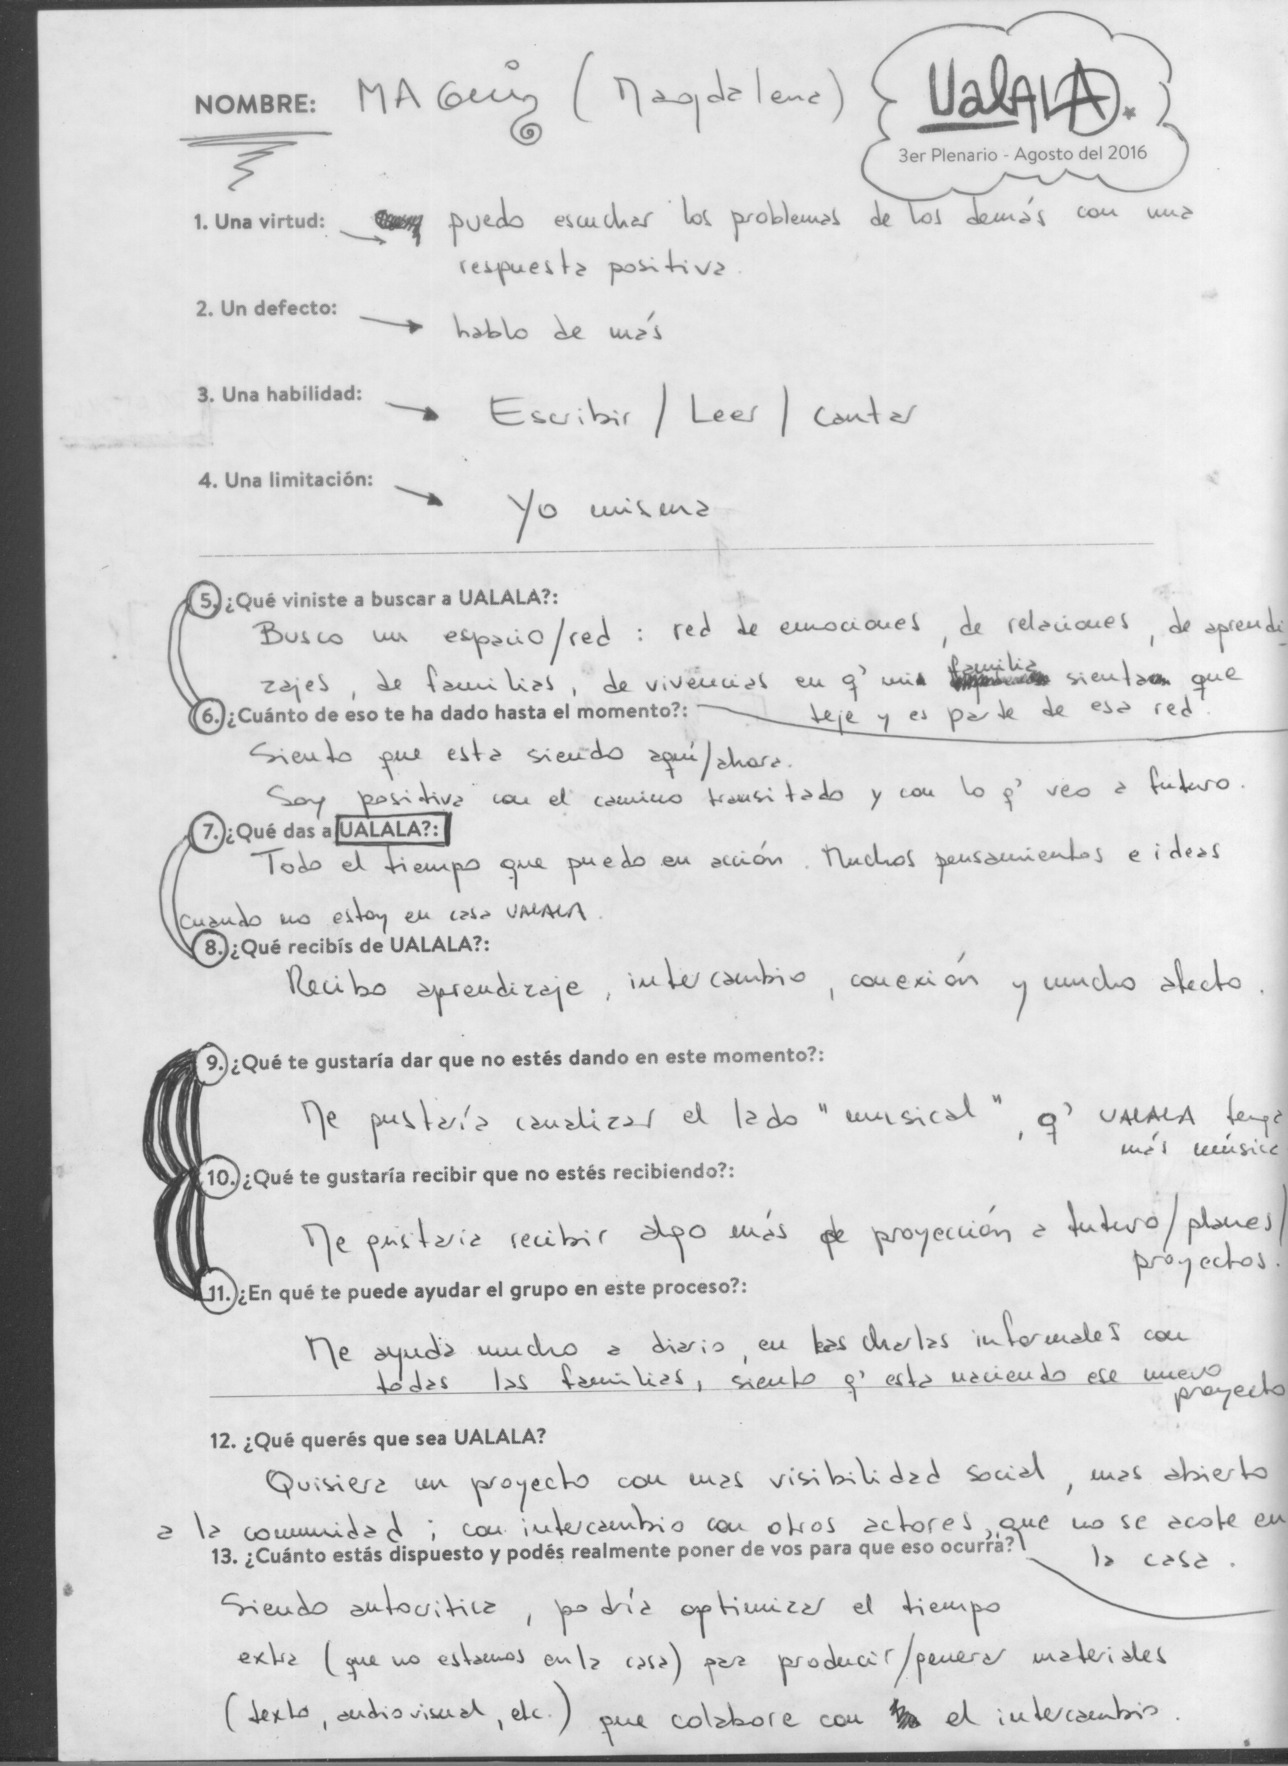 UalALA.
3er Plenario - Agosto del 2016
NOMBRE: (Magdalena)
1. Una virtud: puedo escuchar los problemas de los demás con una
respuesta positiva.
2. Un defecto:
hablo de más
3. Una habilidad:
Escribir / Leer / Cantar
4. Una limitación:
Yo misma
5. ¿Qué viniste a buscar a UALALA?:
Busco un espacio/red : red de emociones, de relaciones, de aprendi-
zajes, de familias, de vivencias en q' mi familia sienta que
teje y es parte de esa red.
6. ¿Cuánto de eso te ha dado hasta el momento?:
Siento que esta siendo aquí/ahora.
Soy positiva con el camino transitado y con lo q' veo a futuro.
7. ¿Qué das a UALALA?:
Todo el tiempo que puedo en acción. Muchos pensamientos e ideas
cuando no estoy en casa UALALA.
8. ¿Qué recibís de UALALA?:
Recibo aprendizaje, intercambio, conexión y mucho afecto.
9. ¿Qué te gustaría dar que no estés dando en este momento?:
Me gustaría canalizar el lado "musical", q' UALALA tenga
más música
10. ¿Qué te gustaría recibir que no estés recibiendo?:
Me gustaria recibir algo más de proyección a futuro/planes/
proyectos.
11. ¿En qué te puede ayudar el grupo en este proceso?:
Me ayuda mucho a diario, en las charlas informales con
todas las familias, siento q' esta naciendo ese nuevo
proyecto
12. ¿Qué querés que sea UALALA?
Quisiera un proyecto con mas visibilidad social, mas abierto
a la comunidad; con intercambio con otros actores, que no se acote en
la casa.
13. ¿Cuánto estás dispuesto y podés realmente poner de vos para que eso ocurra?
Siendo autocritica, podría optimizar el tiempo
extra (que no estamos en la casa) para producir/generar materiales
(texto, audiovisual, etc.) que colabore con el intercambio.